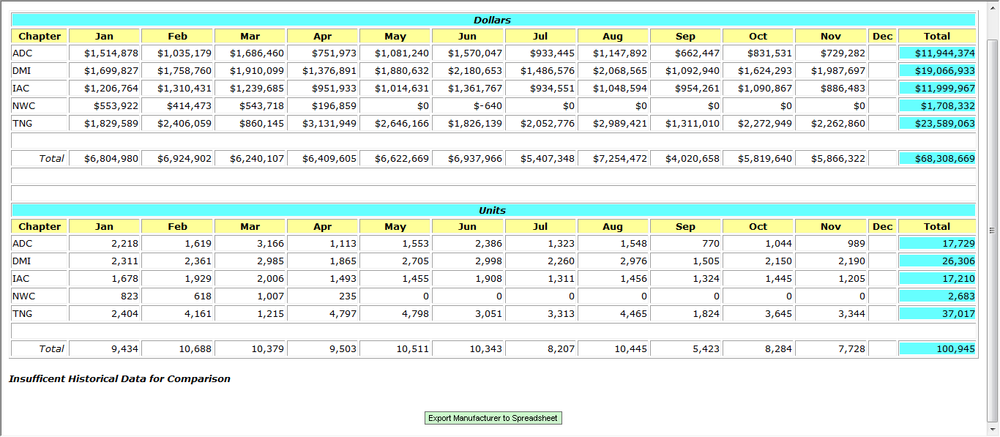 Dollars
Chapter Jan Feb Mar Apr May Jun Jul Aug Sep Oct Nov Dec Total
ADC $1,514,878 $1,035,179 $1,686,460 $751,973 $1,081,240 $1,570,047 $933,445 $1,147,892 $662,447 $831,531 $729,282 $11,944,374
DMI $1,699,827 $1,758,760 $1,910,099 $1,376,891 $1,880,632 $2,180,653 $1,486,576 $2,068,565 $1,092,940 $1,624,293 $1,987,697 $19,066,933
IAC $1,206,764 $1,310,431 $1,239,685 $951,933 $1,014,631 $1,361,767 $934,551 $1,048,594 $954,261 $1,090,867 $886,483 $11,999,967
NWC $553,922 $414,473 $543,718 $196,859 $0 $-640 $0 $0 $0 $0 $0 $1,708,332
TNG $1,829,589 $2,406,059 $860,145 $3,131,949 $2,646,166 $1,826,139 $2,052,776 $2,989,421 $1,311,010 $2,272,949 $2,262,860 $23,589,063
Total $6,804,980 $6,924,902 $6,240,107 $6,409,605 $6,622,669 $6,937,966 $5,407,348 $7,254,472 $4,020,658 $5,819,640 $5,866,322 $68,308,669
Units
Chapter Jan Feb Mar Apr May Jun Jul Aug Sep Oct Nov Dec Total
ADC 2,218 1,619 3,166 1,113 1,553 2,386 1,323 1,548 770 1,044 989 17,729
DMI 2,311 2,361 2,985 1,865 2,705 2,998 2,260 2,976 1,505 2,150 2,190 26,306
IAC 1,678 1,929 2,006 1,493 1,455 1,908 1,311 1,456 1,324 1,445 1,205 17,210
NWC 823 618 1,007 235 0 0 0 0 0 0 0 2,683
TNG 2,404 4,161 1,215 4,797 4,798 3,051 3,313 4,465 1,824 3,645 3,344 37,017
Total 9,434 10,688 10,379 9,503 10,511 10,343 8,207 10,445 5,423 8,284 7,728 100,945
Insufficent Historical Data for Comparison
Export Manufacturer to Spreadsheet